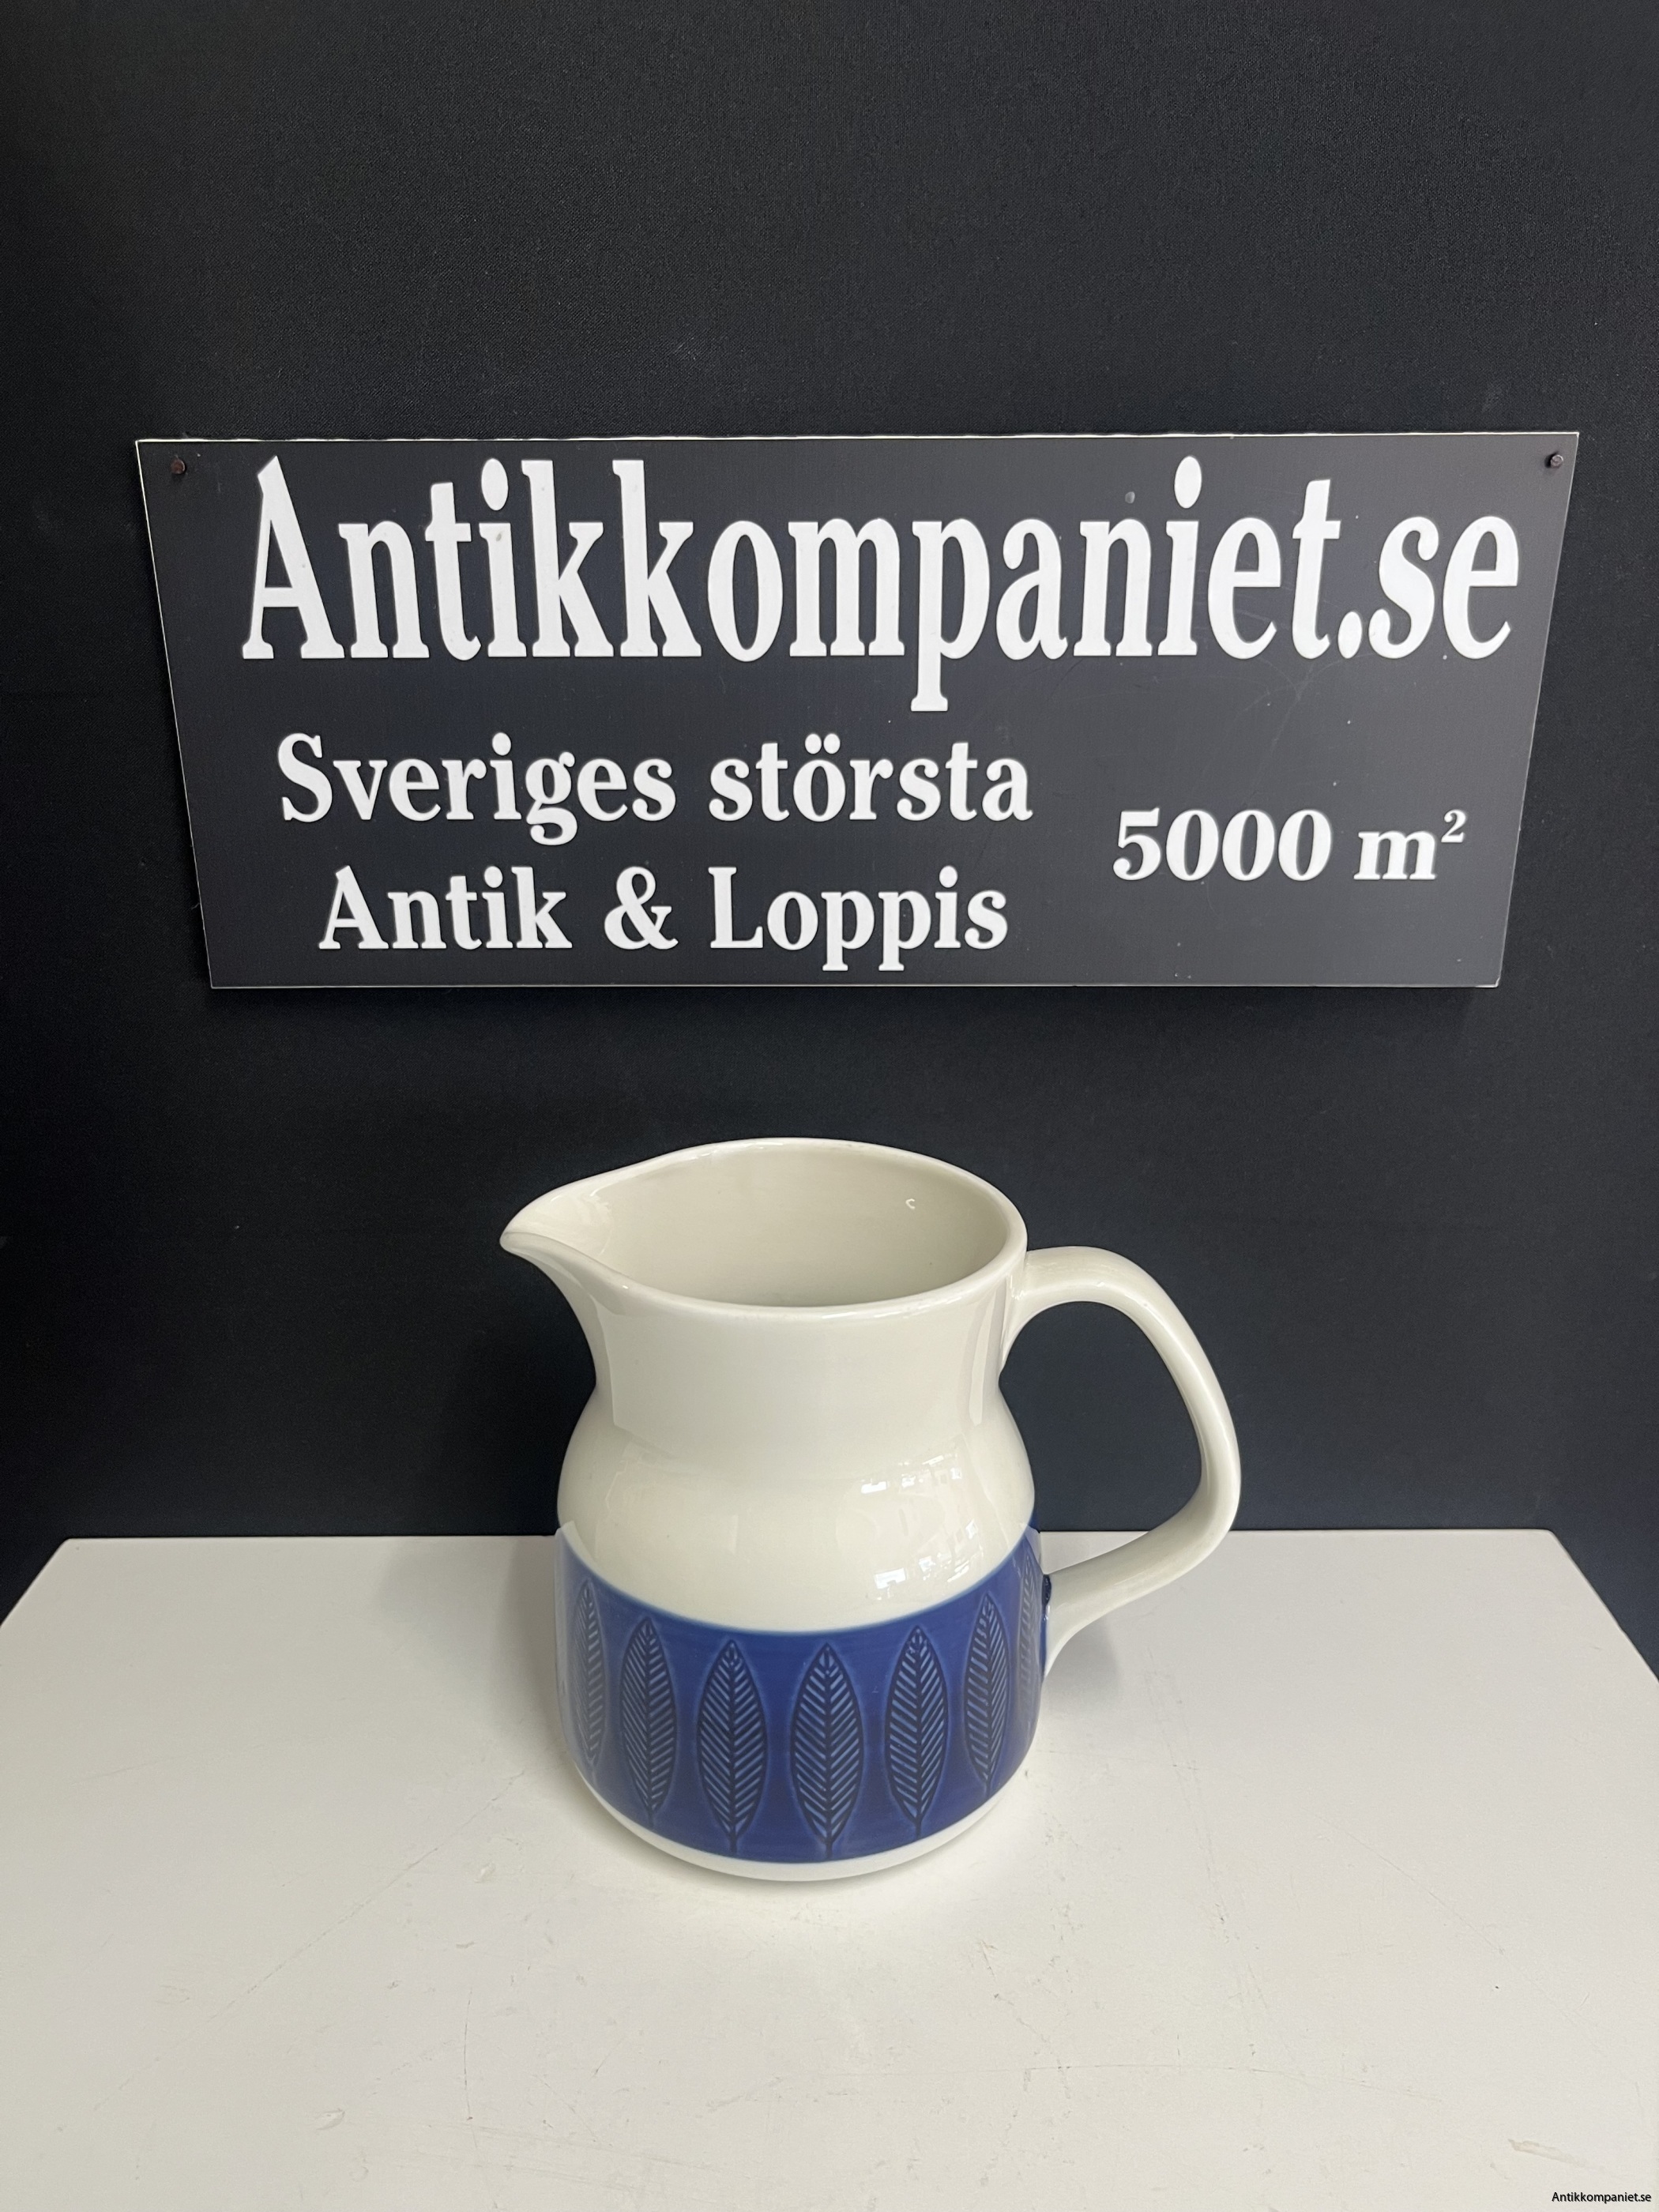 Antikkompaniet.se
Sveriges största
Antik & Loppis
5000 m²
Antikkompaniet.se